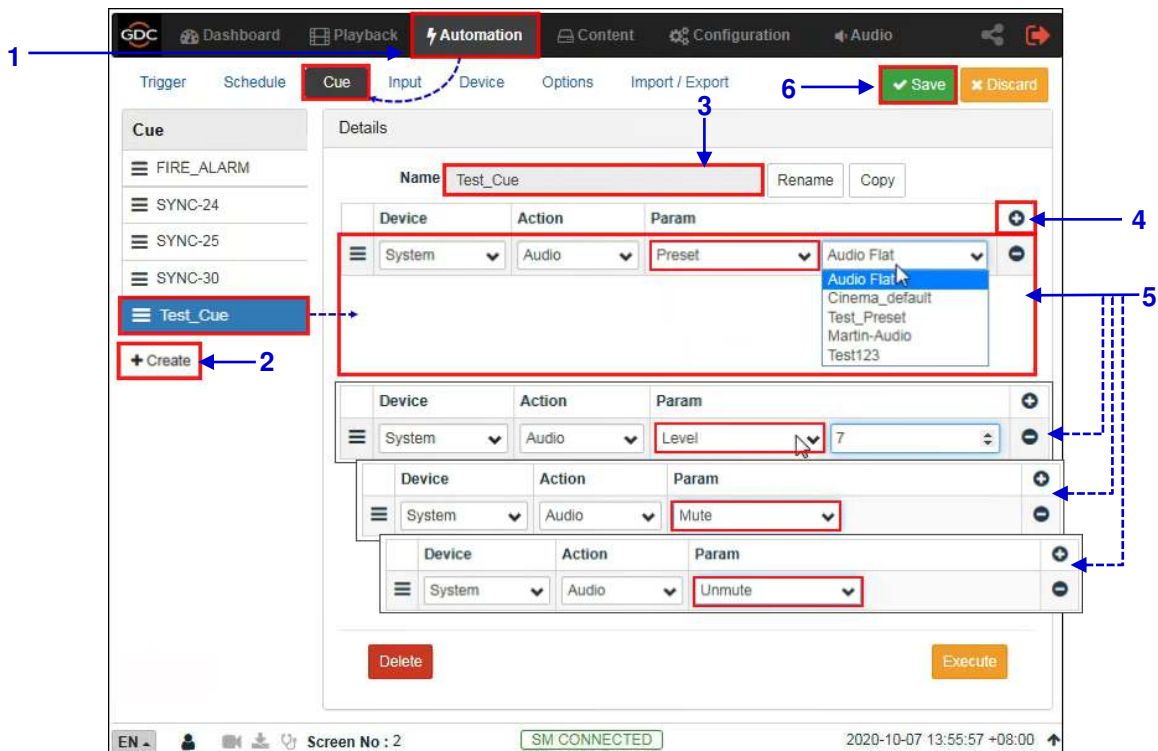 GDC Dashboard Playback Automation Content Configuration Audio
1
Trigger Schedule Cue Input Device Options Import / Export 6 Save Discard
3
Cue
FIRE_ALARM
SYNC-24
SYNC-25
SYNC-30
Test_Cue
+ Create 2
Details
Name Test_Cue Rename Copy
Device Action Param 4
System Audio Preset Audio Flat
Audio Flat
Cinema_default
Test_Preset
Martin-Audio
Test123
5
Device Action Param
System Audio Level 7
Device Action Param
System Audio Mute
Device Action Param
System Audio Unmute
Delete Execute
EN Screen No : 2 SM CONNECTED 2020-10-07 13:55:57 +08:00